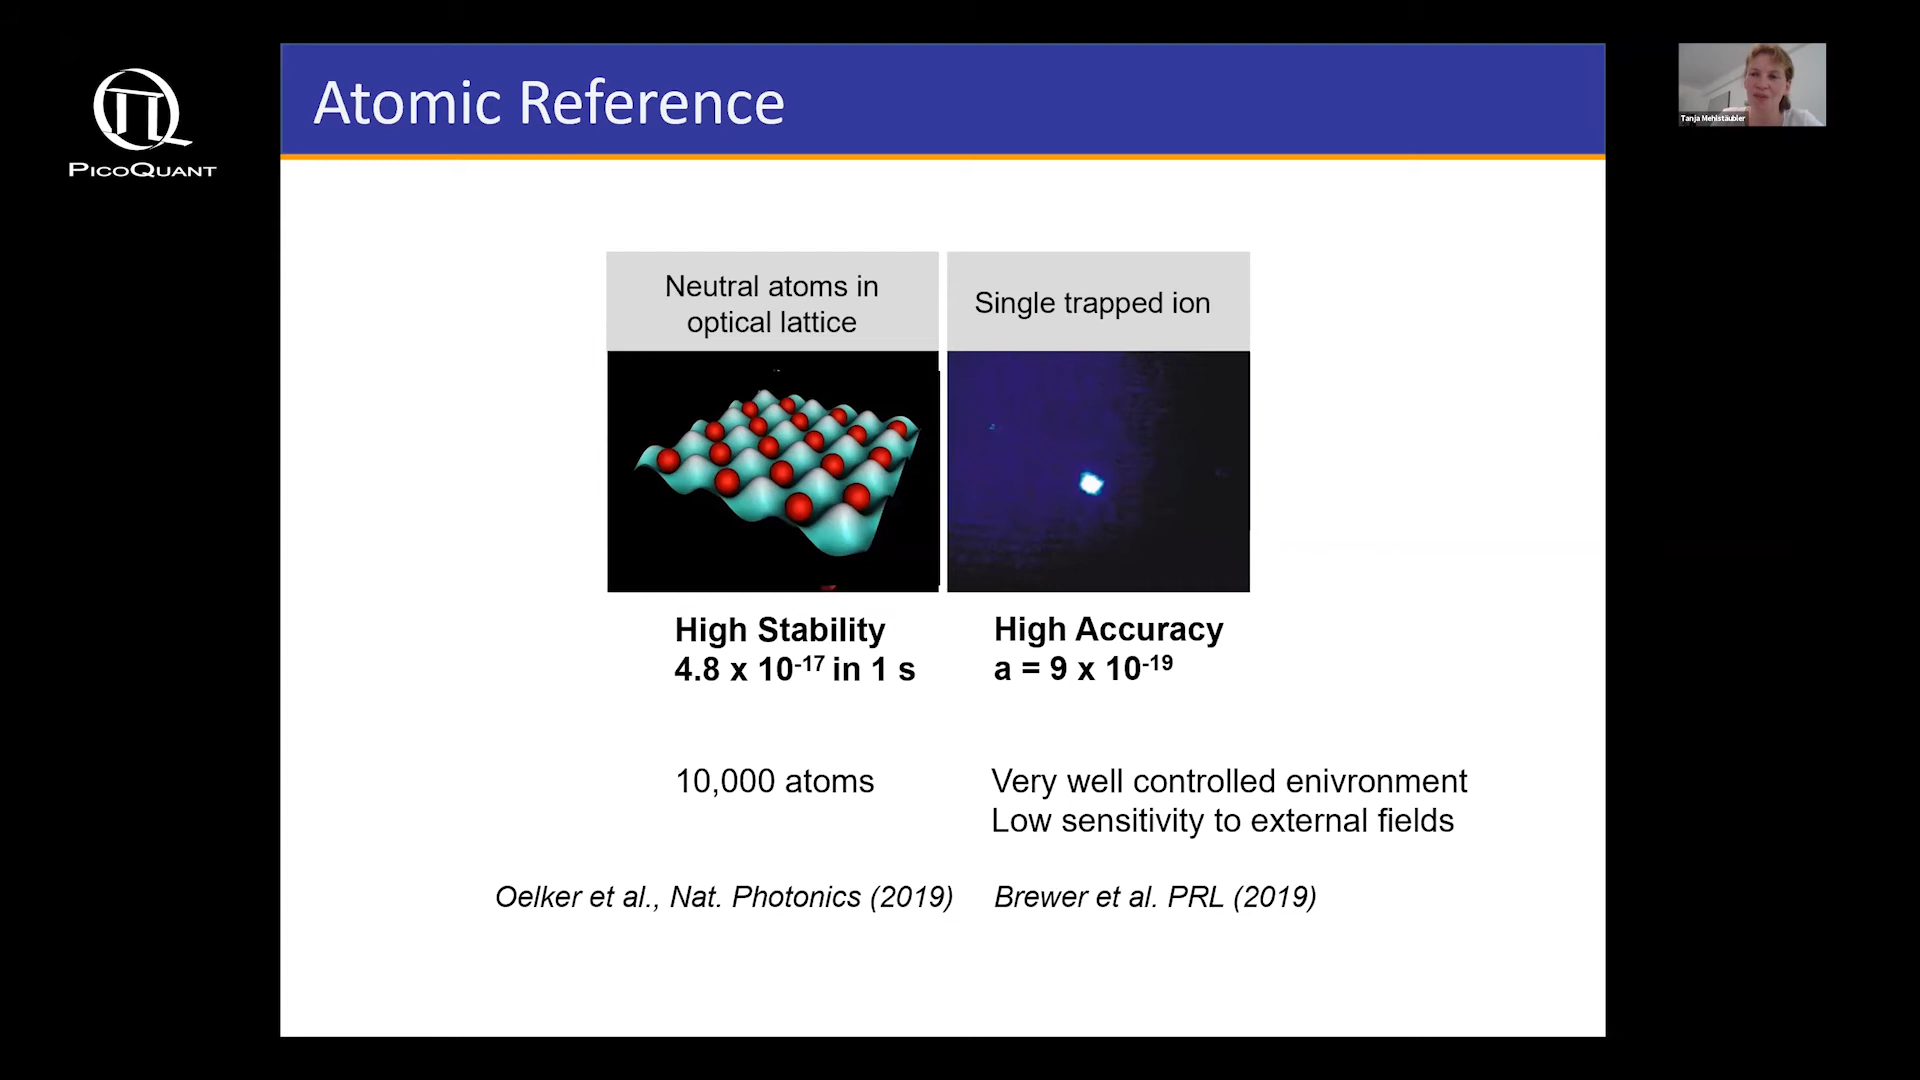 PICOQUANT
Atomic Reference
Tanja Mehlstäubler
Neutral atoms in
optical lattice
Single trapped ion
High Stability
4.8 x 10⁻¹⁷ in 1 s
High Accuracy
a = 9 x 10⁻¹⁹
10,000 atoms
Very well controlled enivronment
Low sensitivity to external fields
Oelker et al., Nat. Photonics (2019)
Brewer et al. PRL (2019)